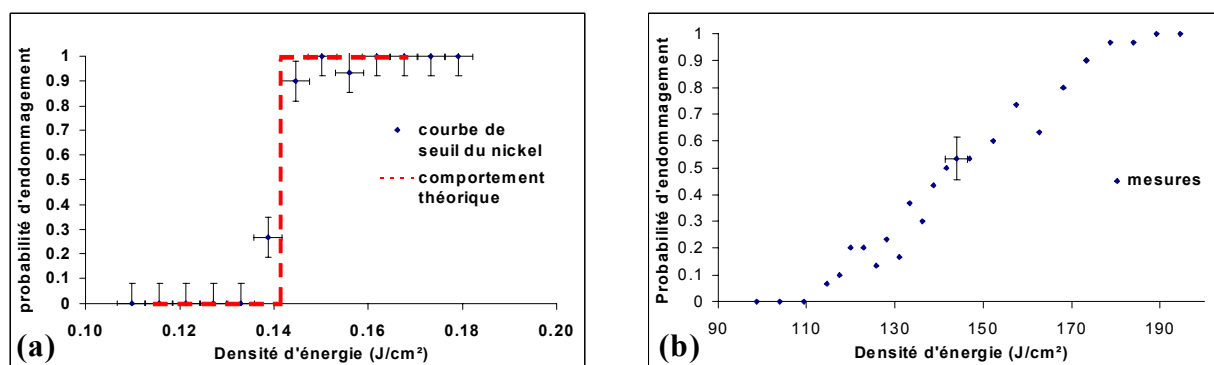 1
0.9
0.8
0.7
0.6
0.5
0.4
0.3
0.2
0.1
0
probabilité d'endommagement
0.10 0.12 0.14 0.16 0.18 0.20
Densité d'énergie (J/cm²)
courbe de
seuil du nickel
comportement
théorique
(a)
1
0.9
0.8
0.7
0.6
0.5
0.4
0.3
0.2
0.1
0
Probabilité d'endommagement
90 110 130 150 170 190
Densité d'énergie (J/cm²)
mesures
(b)